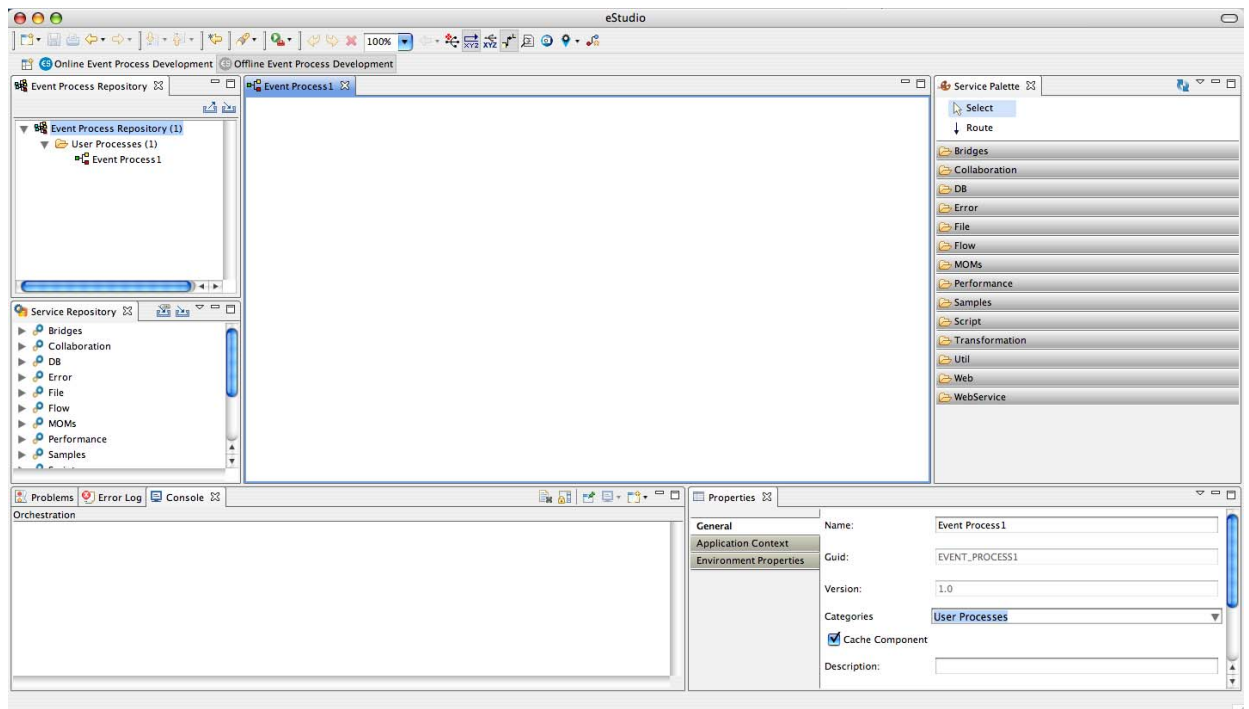 eStudio
100%
Online Event Process Development
Offline Event Process Development
Event Process Repository
Event Process Repository (1)
User Processes (1)
Event Process1
Service Repository
Bridges
Collaboration
DB
Error
File
Flow
MOMs
Performance
Samples
Event Process1
Service Palette
Select
Route
Bridges
Collaboration
DB
Error
File
Flow
MOMs
Performance
Samples
Script
Transformation
Util
Web
WebService
Problems
Error Log
Console
Orchestration
Properties
General
Application Context
Environment Properties
Name: Event Process1
Guid: EVENT_PROCESS1
Version: 1.0
Categories User Processes
Cache Component
Description: